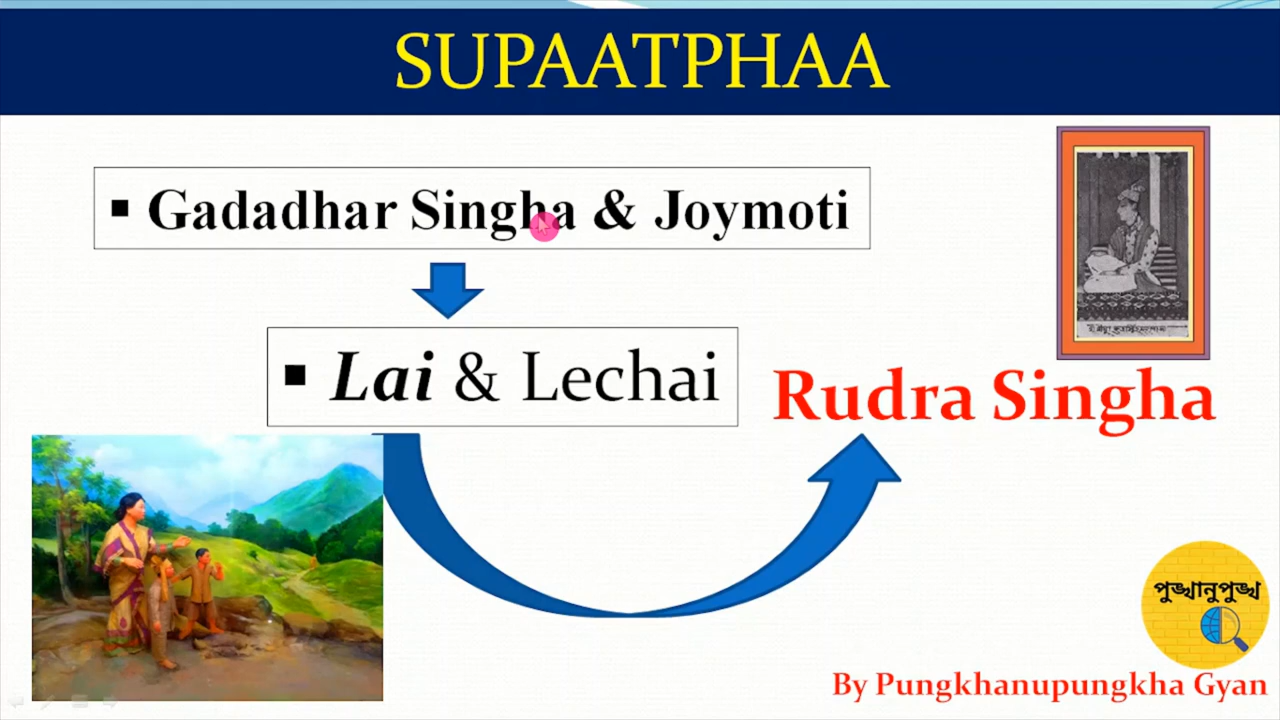 SUPAATPHAA
▪ Gadadhar Singha & Joymoti
▪ Lai & Lechai
Rudra Singha
পুঙ্খানুপুঙ্খ
By Pungkhanupungkha Gyan